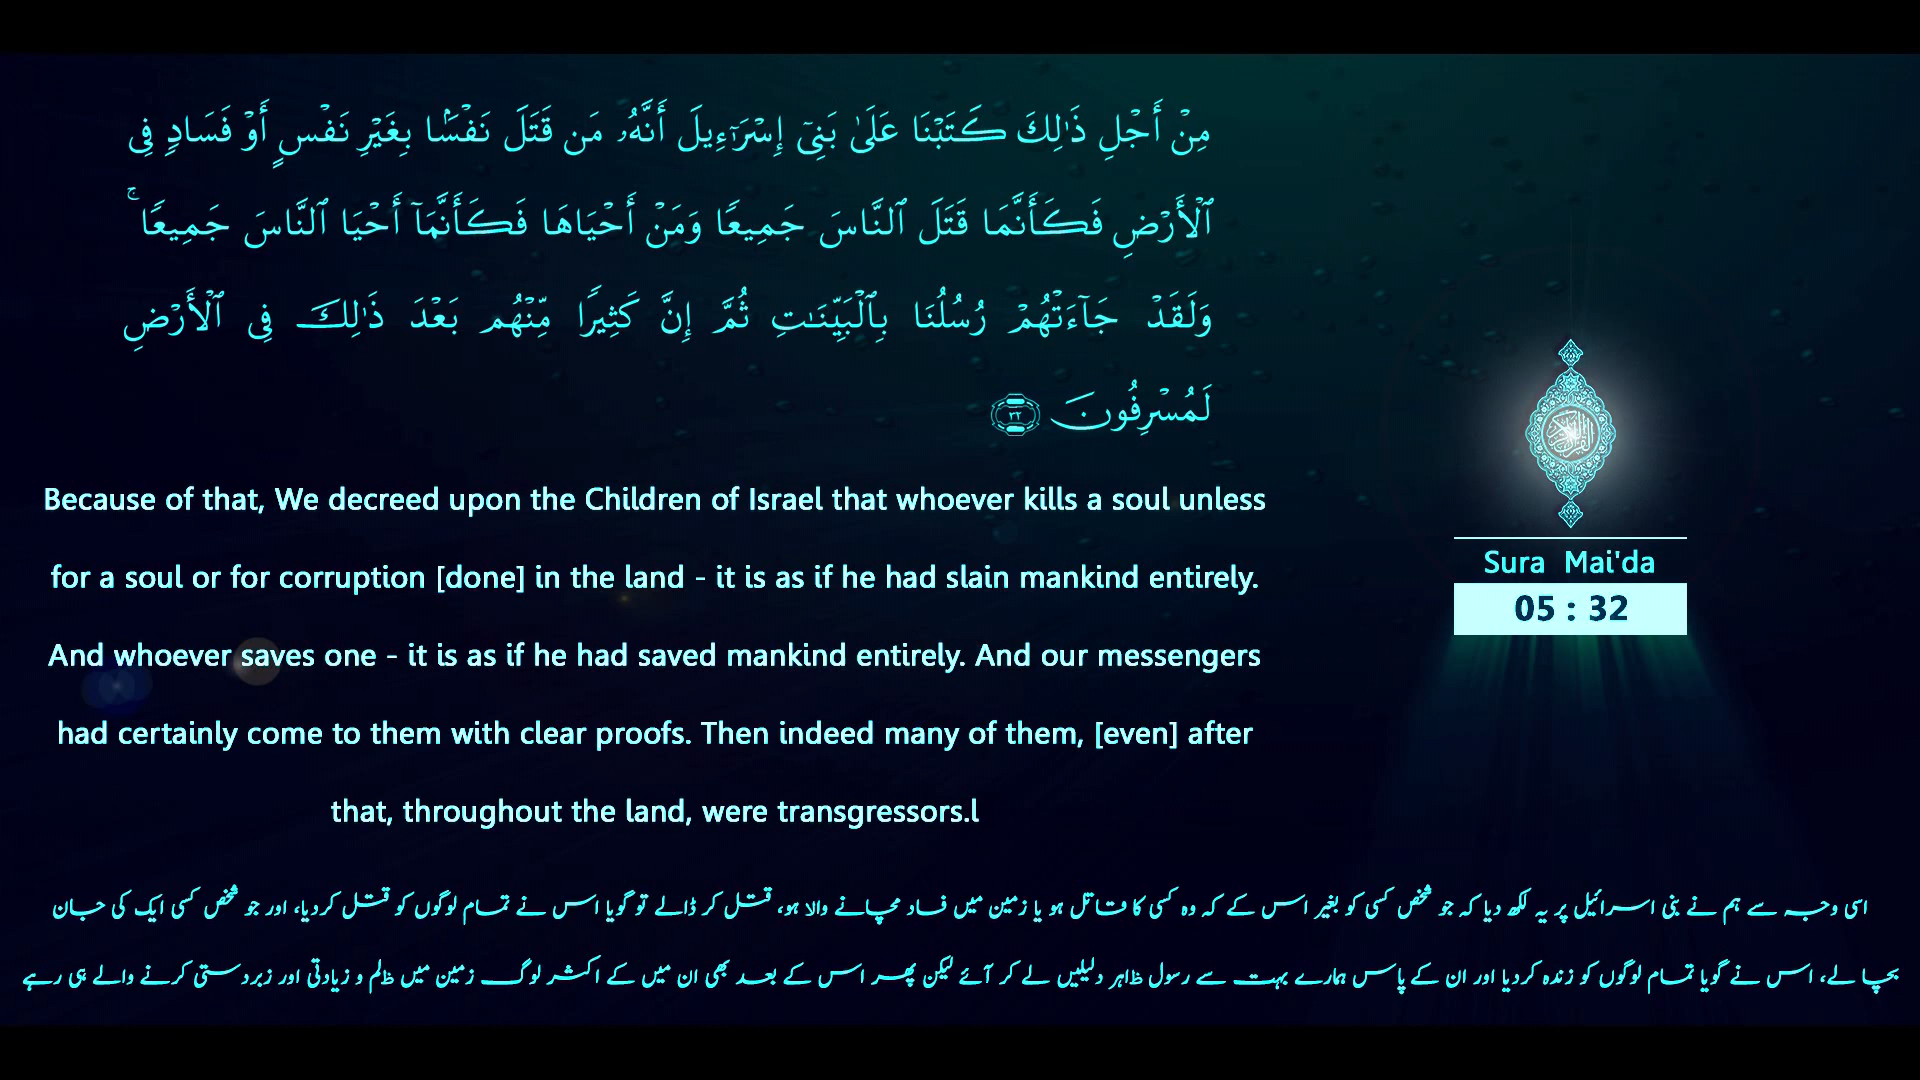 مِنْ أَجْلِ ذَٰلِكَ كَتَبْنَا عَلَىٰ بَنِىٓ إِسْرَٰٓءِيلَ أَنَّهُۥ مَن قَتَلَ نَفْسًۢا بِغَيْرِ نَفْسٍ أَوْ فَسَادٍۢ فِى
ٱلْأَرْضِ فَكَأَنَّمَا قَتَلَ ٱلنَّاسَ جَمِيعًا وَمَنْ أَحْيَاهَا فَكَأَنَّمَآ أَحْيَا ٱلنَّاسَ جَمِيعًا ۚ
وَلَقَدْ جَآءَتْهُمْ رُسُلُنَا بِٱلْبَيِّنَٰتِ ثُمَّ إِنَّ كَثِيرًا مِّنْهُم بَعْدَ ذَٰلِكَ فِى ٱلْأَرْضِ
لَمُسْرِفُونَ ٣٢
Because of that, We decreed upon the Children of Israel that whoever kills a soul unless
for a soul or for corruption [done] in the land - it is as if he had slain mankind entirely.
And whoever saves one - it is as if he had saved mankind entirely. And our messengers
had certainly come to them with clear proofs. Then indeed many of them, [even] after
that, throughout the land, were transgressors.l
القرآن الكريم
Sura Mai'da
05 : 32
اسی وجہ سے ہم نے بنی اسرائیل پر یہ لکھ دیا کہ جو شخص کسی کو بغیر اس کے کہ وه کسی کا قاتل ہو یا زمین میں فساد مچانے والا ہو، قتل کر ڈالے تو گویا اس نے تمام لوگوں کو قتل کردیا، اور جو شخص کسی ایک کی جان
بچا لے، اس نے گویا تمام لوگوں کو زنده کردیا اور ان کے پاس ہمارے بہت سے رسول ﻇاہر دلیلیں لے کر آئے لیکن پھر اس کے بعد بھی ان میں کے اکثر لوگ زمین میں ﻇلم و زیادتی اور زبردستی کرنے والے ہی رہے